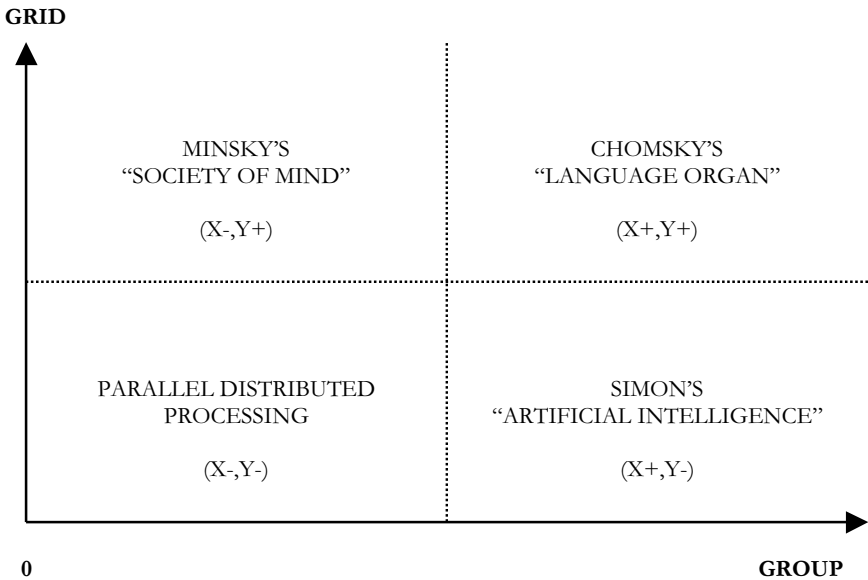 GRID
MINSKY’S
“SOCIETY OF MIND”
(X-,Y+)
CHOMSKY’S
“LANGUAGE ORGAN”
(X+,Y+)
PARALLEL DISTRIBUTED
PROCESSING
(X-,Y-)
SIMON’S
“ARTIFICIAL INTELLIGENCE”
(X+,Y-)
0
GROUP